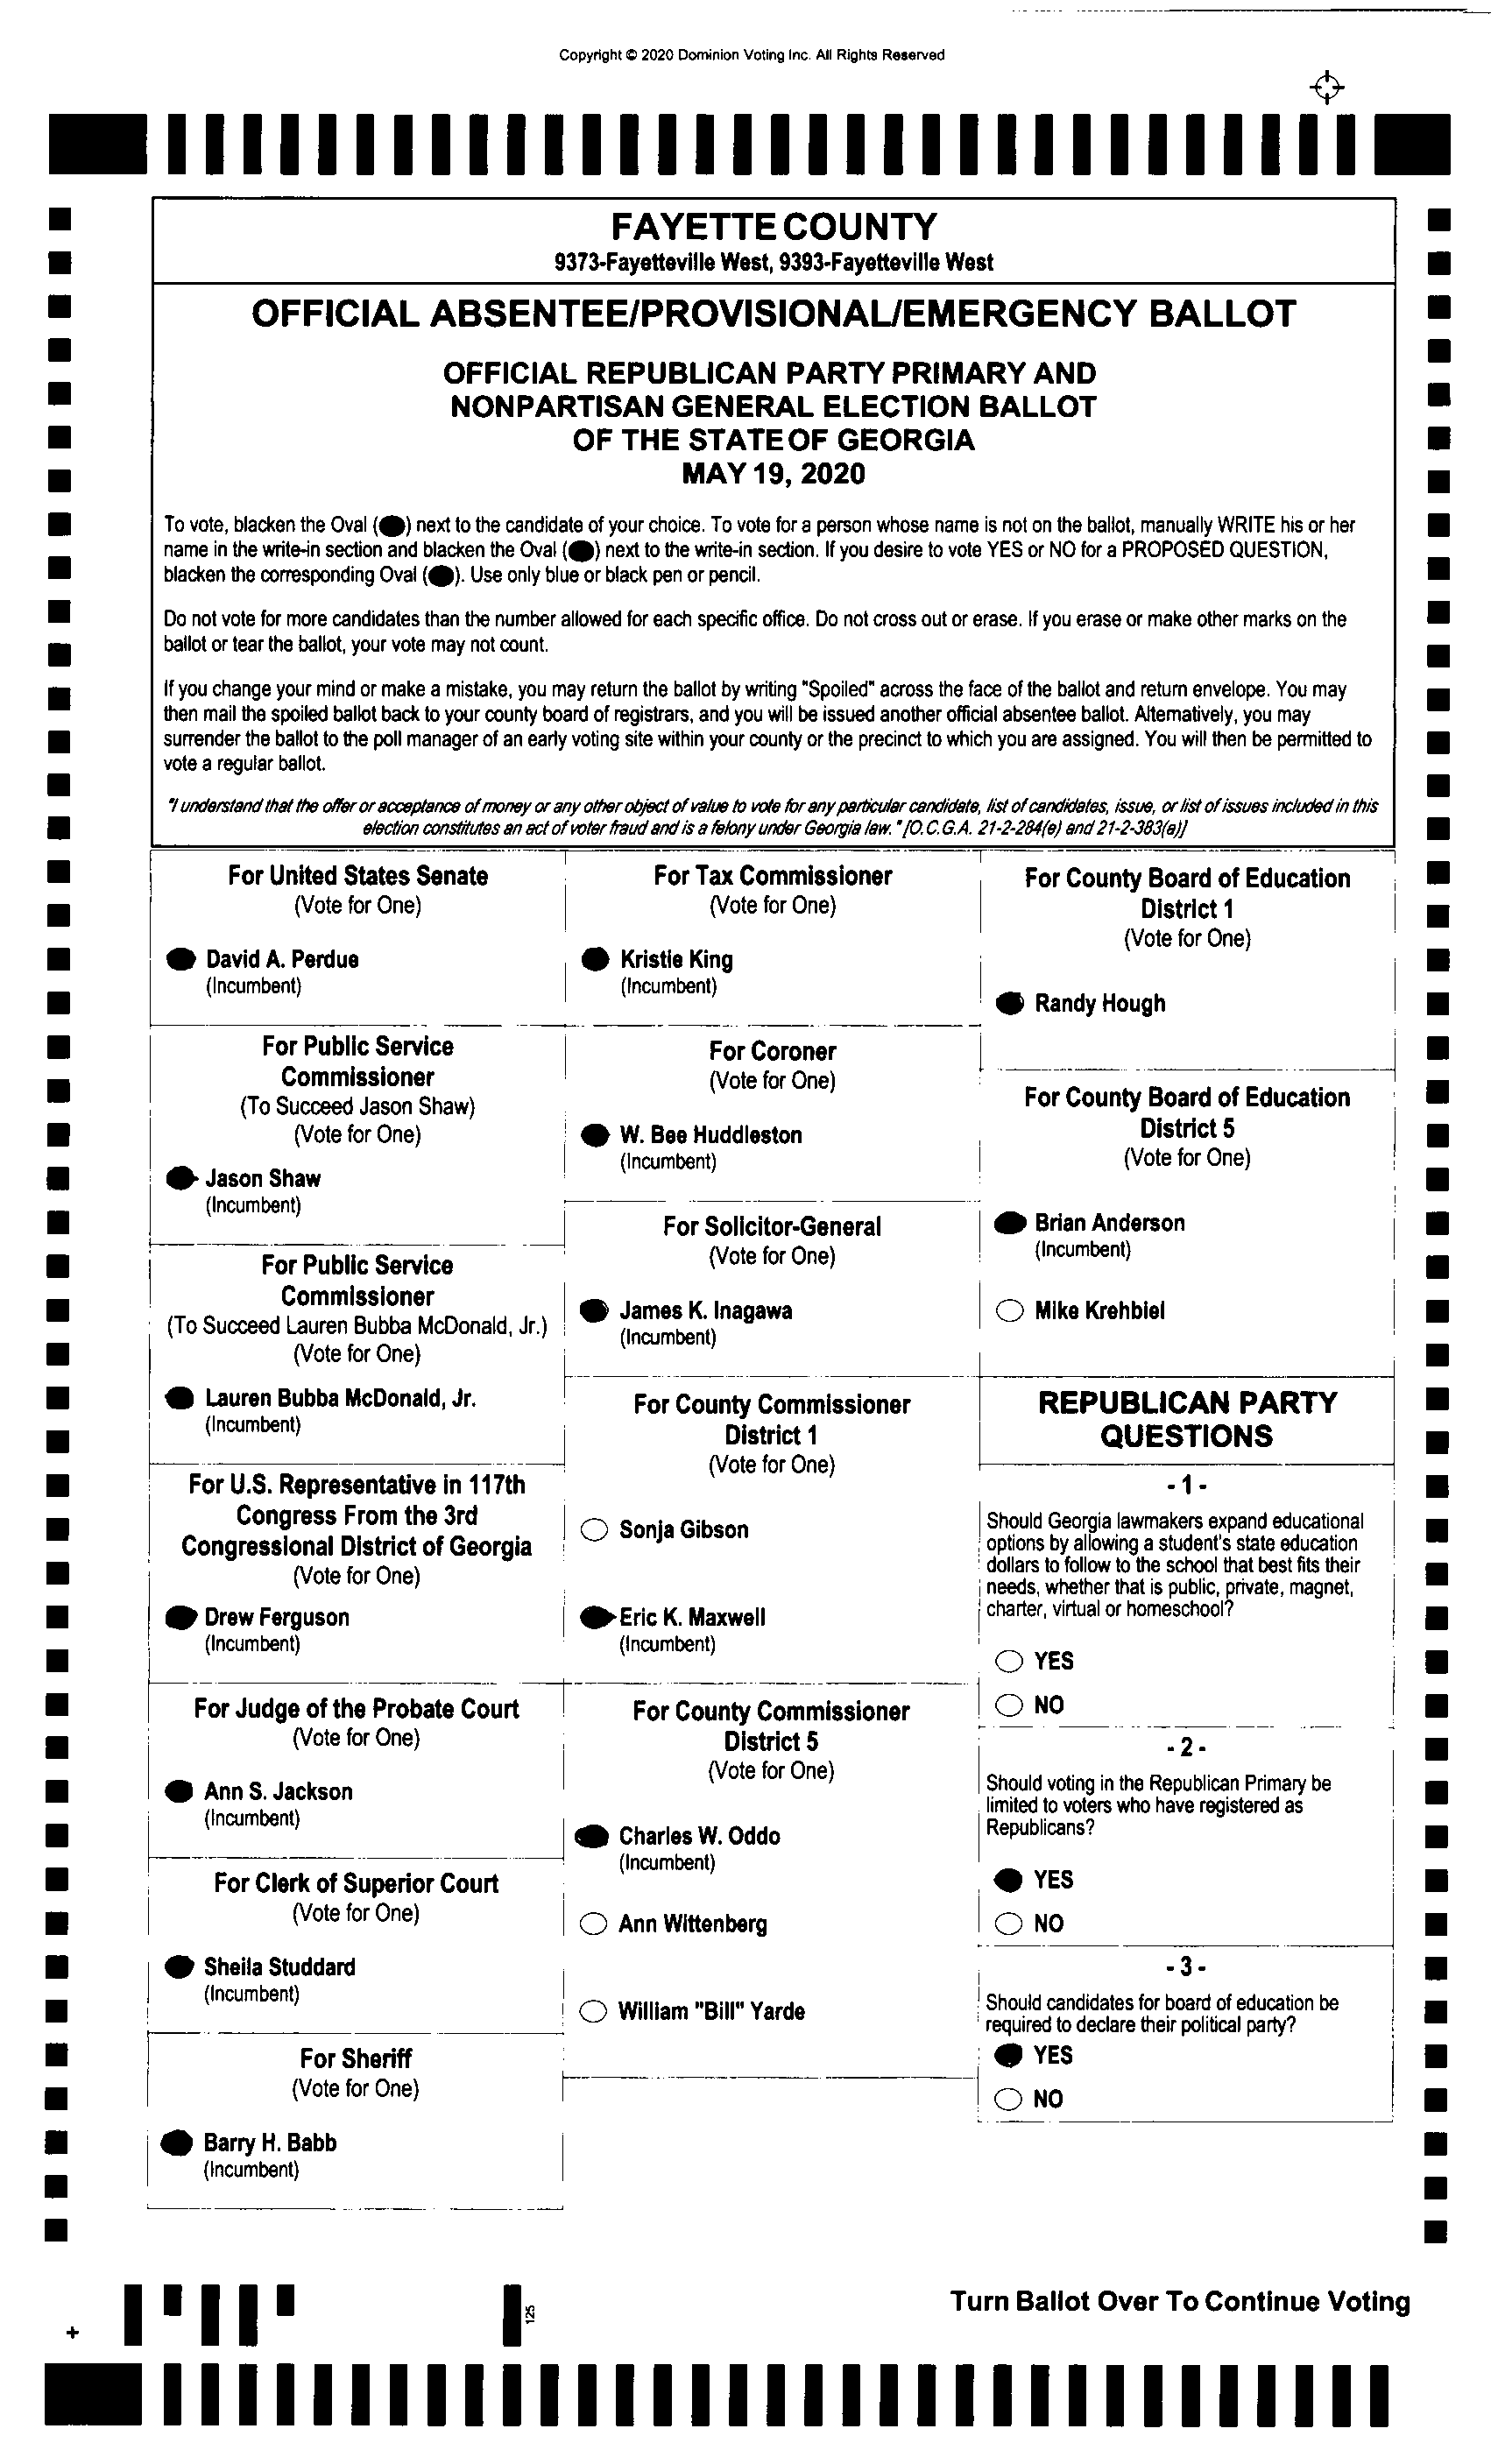 Copyright © 2020 Dominion Voting Inc. All Rights Reserved
FAYETTE COUNTY
9373-Fayetteville West, 9393-Fayetteville West
OFFICIAL ABSENTEE/PROVISIONAL/EMERGENCY BALLOT
OFFICIAL REPUBLICAN PARTY PRIMARY AND
NONPARTISAN GENERAL ELECTION BALLOT
OF THE STATE OF GEORGIA
MAY 19, 2020
To vote, blacken the Oval (●) next to the candidate of your choice. To vote for a person whose name is not on the ballot, manually WRITE his or her
name in the write-in section and blacken the Oval (●) next to the write-in section. If you desire to vote YES or NO for a PROPOSED QUESTION,
blacken the corresponding Oval (●). Use only blue or black pen or pencil.
Do not vote for more candidates than the number allowed for each specific office. Do not cross out or erase. If you erase or make other marks on the
ballot or tear the ballot, your vote may not count.
If you change your mind or make a mistake, you may return the ballot by writing "Spoiled" across the face of the ballot and return envelope. You may
then mail the spoiled ballot back to your county board of registrars, and you will be issued another official absentee ballot. Alternatively, you may
surrender the ballot to the poll manager of an early voting site within your county or the precinct to which you are assigned. You will then be permitted to
vote a regular ballot.
"I understand that the offer or acceptance of money or any other object of value to vote for any particular candidate, list of candidates, issue, or list of issues included in this
election constitutes an act of voter fraud and is a felony under Georgia law." [O.C.G.A. 21-2-284(e) and 21-2-383(a)]
For United States Senate
(Vote for One)
David A. Perdue
(Incumbent)
For Public Service
Commissioner
(To Succeed Jason Shaw)
(Vote for One)
Jason Shaw
(Incumbent)
For Public Service
Commissioner
(To Succeed Lauren Bubba McDonald, Jr.)
(Vote for One)
Lauren Bubba McDonald, Jr.
(Incumbent)
For U.S. Representative in 117th
Congress From the 3rd
Congressional District of Georgia
(Vote for One)
Drew Ferguson
(Incumbent)
For Judge of the Probate Court
(Vote for One)
Ann S. Jackson
(Incumbent)
For Clerk of Superior Court
(Vote for One)
Sheila Studdard
(Incumbent)
For Sheriff
(Vote for One)
Barry H. Babb
(Incumbent)
For Tax Commissioner
(Vote for One)
Kristie King
(Incumbent)
For Coroner
(Vote for One)
W. Bee Huddleston
(Incumbent)
For Solicitor-General
(Vote for One)
James K. Inagawa
(Incumbent)
For County Commissioner
District 1
(Vote for One)
Sonja Gibson
Eric K. Maxwell
(Incumbent)
For County Commissioner
District 5
(Vote for One)
Charles W. Oddo
(Incumbent)
Ann Wittenberg
William "Bill" Yarde
For County Board of Education
District 1
(Vote for One)
Randy Hough
For County Board of Education
District 5
(Vote for One)
Brian Anderson
(Incumbent)
Mike Krehbiel
REPUBLICAN PARTY
QUESTIONS
- 1 -
Should Georgia lawmakers expand educational
options by allowing a student's state education
dollars to follow to the school that best fits their
needs, whether that is public, private, magnet,
charter, virtual or homeschool?
YES
NO
- 2 -
Should voting in the Republican Primary be
limited to voters who have registered as
Republicans?
YES
NO
- 3 -
Should candidates for board of education be
required to declare their political party?
YES
NO
125
Turn Ballot Over To Continue Voting